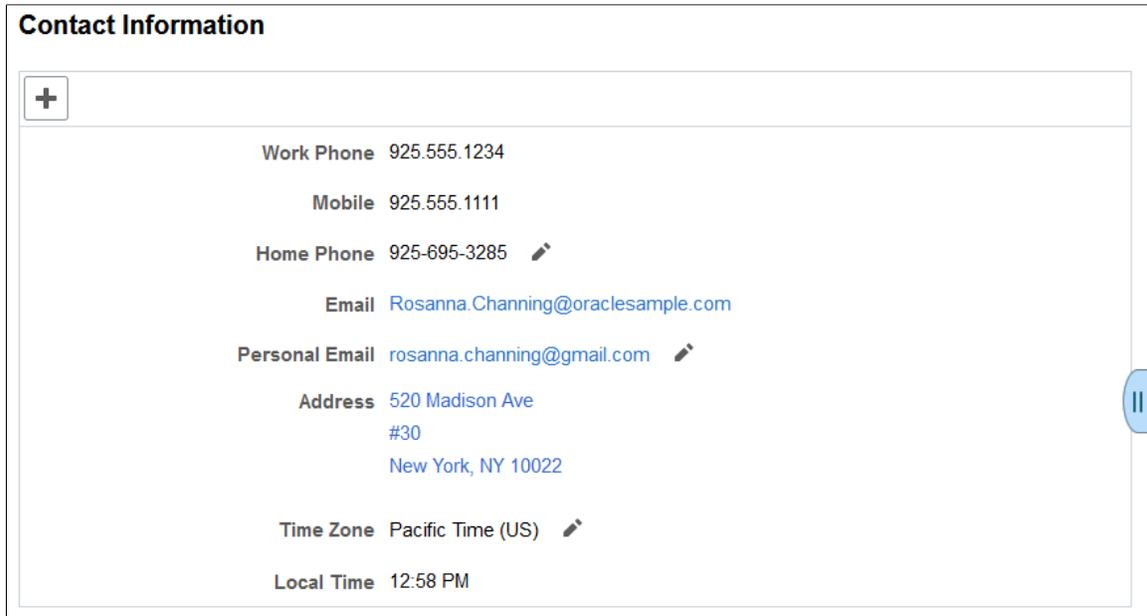 Contact Information
Work Phone 925.555.1234
Mobile 925.555.1111
Home Phone 925-695-3285
Email Rosanna.Channing@oraclesample.com
Personal Email rosanna.channing@gmail.com
Address 520 Madison Ave
#30
New York, NY 10022
Time Zone Pacific Time (US)
Local Time 12:58 PM